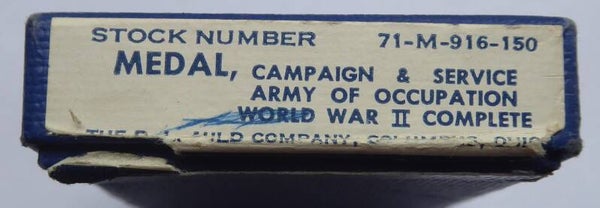 STOCK NUMBER 71-M-916-150
MEDAL, CAMPAIGN & SERVICE
ARMY OF OCCUPATION
WORLD WAR II COMPLETE
THE AULD COMPANY, COLUMBUS, OHIO